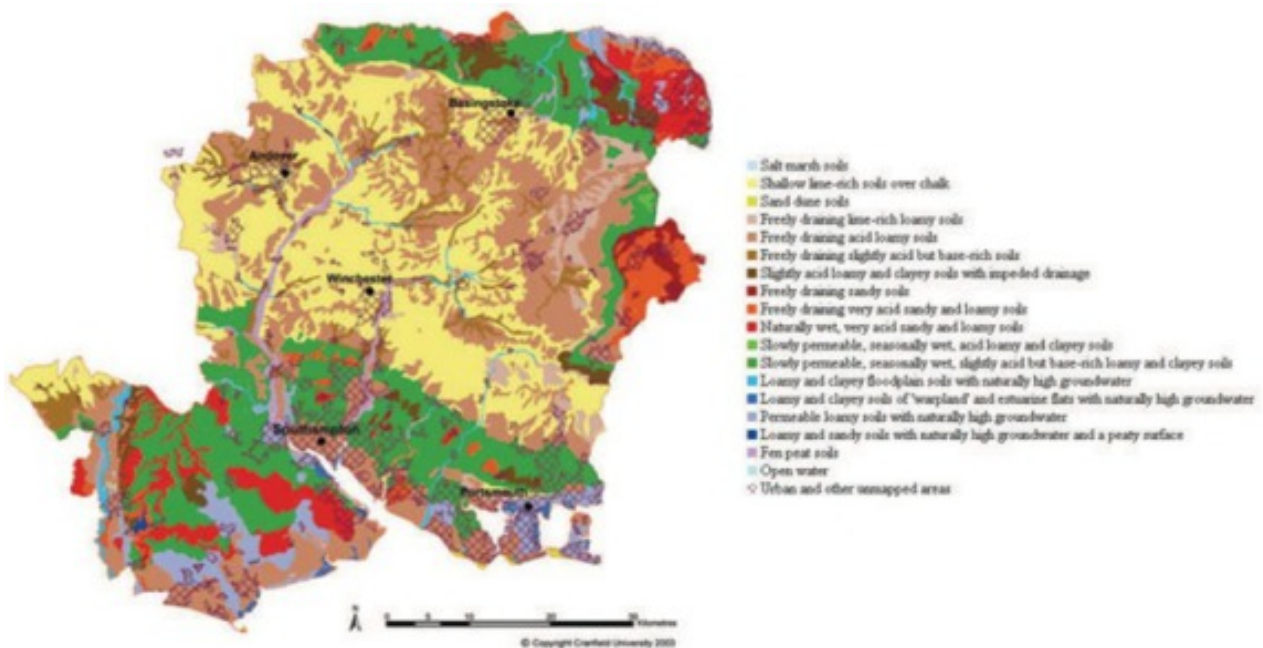 Basingstoke
Andover
Winchester
Southampton
Portsmouth
Salt marsh soils
Shallow lime-rich soils over chalk
Sand dune soils
Freely draining lime-rich loamy soils
Freely draining acid loamy soils
Freely draining slightly acid but base-rich soils
Slightly acid loamy and clayey soils with impeded drainage
Freely draining sandy soils
Freely draining very acid sandy and loamy soils
Naturally wet, very acid sandy and loamy soils
Slowly permeable, seasonally wet, acid loamy and clayey soils
Slowly permeable, seasonally wet, slightly acid but base-rich loamy and clayey soils
Loamy and clayey floodplain soils with naturally high groundwater
Loamy and clayey soils of 'warpland' and estuarine flats with naturally high groundwater
Permeable loamy soils with naturally high groundwater
Loamy and sandy soils with naturally high groundwater and a peaty surface
Fen peat soils
Open water
Urban and other unmapped areas
N
0 5 10 20 30 Kilometres
© Copyright Cranfield University 2003